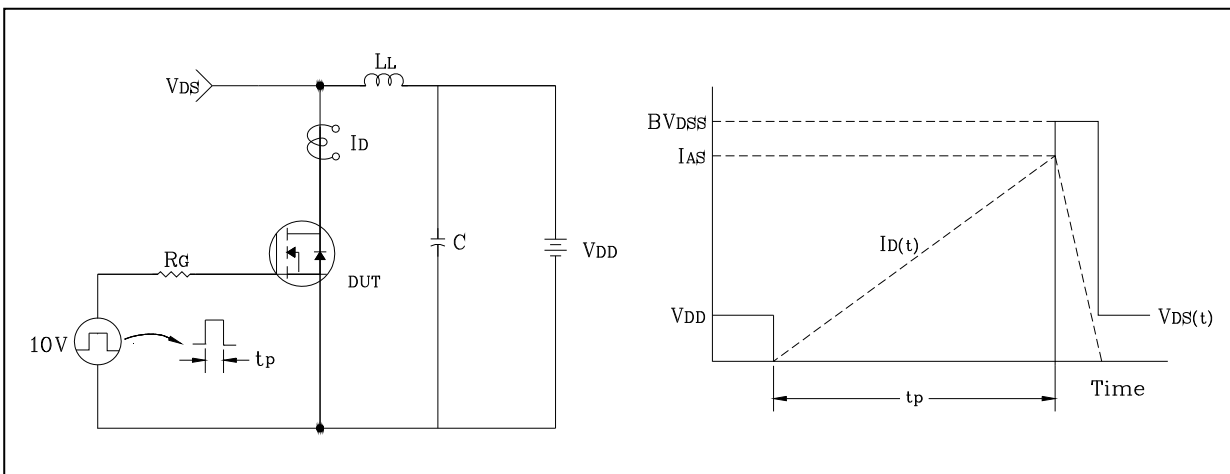 LL
VDS
ID
RG
DUT
C
VDD
10V
tp
BVDSS
IAS
ID(t)
VDD
VDS(t)
Time
tp